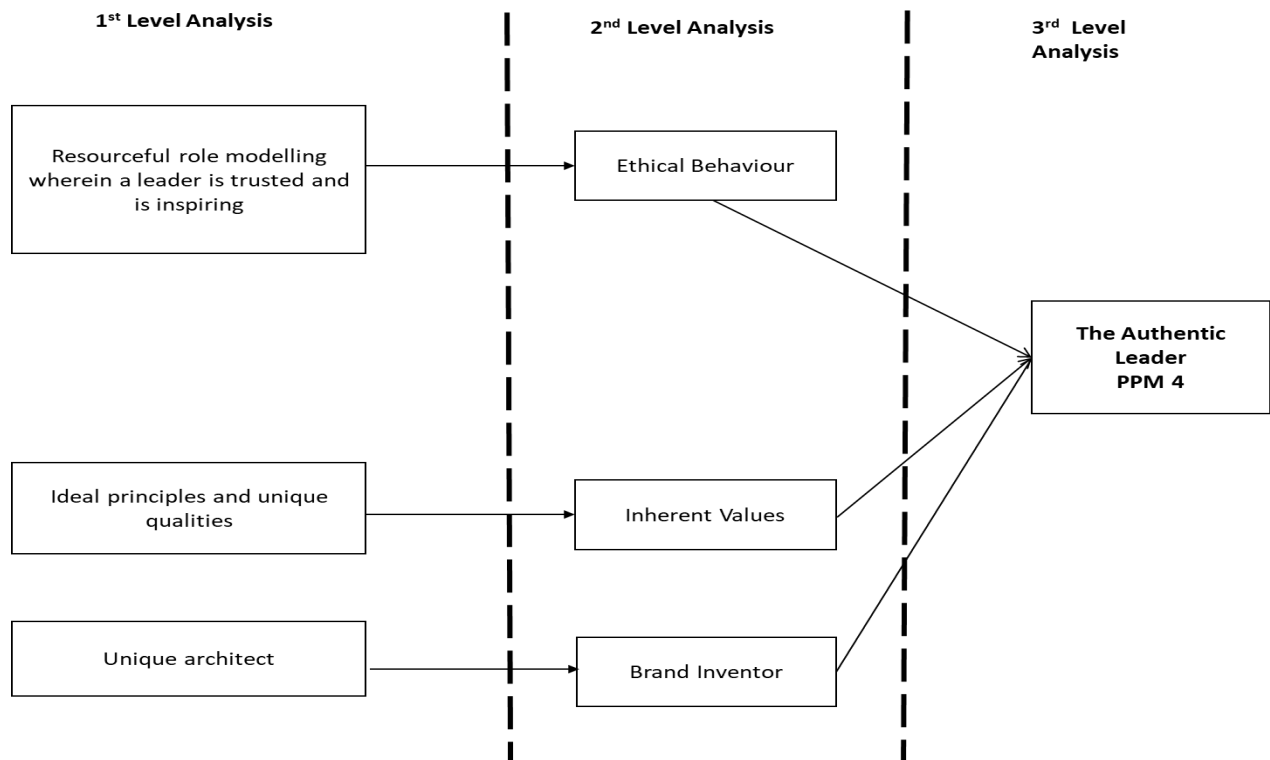 1st Level Analysis
2nd Level Analysis
3rd Level
Analysis
Resourceful role modelling
wherein a leader is trusted and
is inspiring
Ethical Behaviour
The Authentic
Leader
PPM 4
Ideal principles and unique
qualities
Inherent Values
Unique architect
Brand Inventor